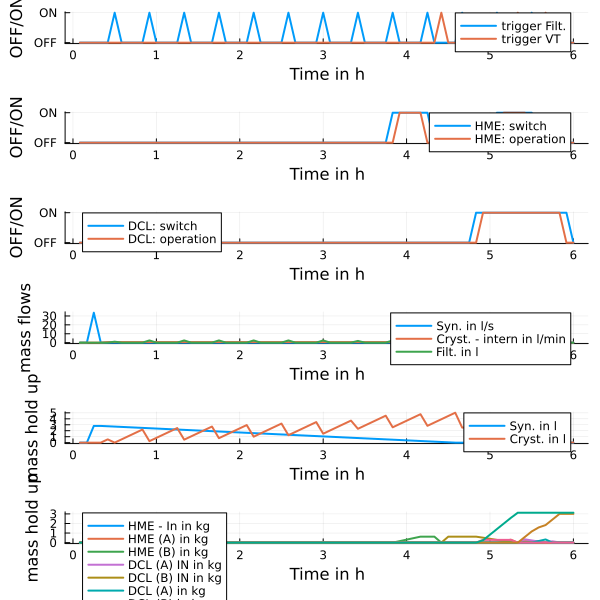 OFF/ON
ON
OFF
trigger Filt.
trigger VT
0 1 2 3 4 5 6
Time in h
OFF/ON
ON
OFF
HME: switch
HME: operation
0 1 2 3 4 5 6
Time in h
OFF/ON
ON
OFF
DCL: switch
DCL: operation
0 1 2 3 4 5 6
Time in h
mass flows
30
20
10
0
Syn. in l/s
Cryst. - intern in l/min
Filt. in l
0 1 2 3 4 5 6
Time in h
mass hold up
5
4
3
2
1
0
Syn. in l
Cryst. in l
0 1 2 3 4 5 6
Time in h
mass hold up
3
2
1
0
HME - In in kg
HME (A) in kg
HME (B) in kg
DCL (A) IN in kg
DCL (B) IN in kg
DCL (A) in kg
3 4 5 6
Time in h